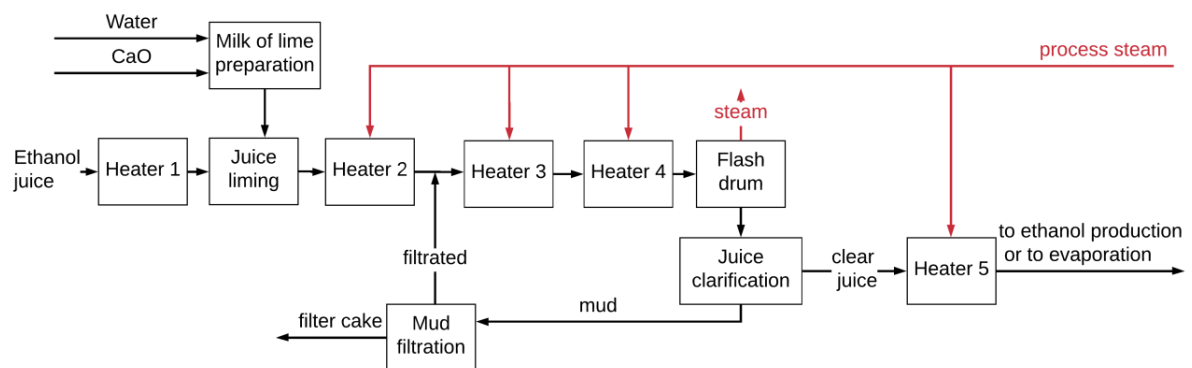 Water
CaO
Milk of lime
preparation
process steam
steam
Ethanol
juice
Heater 1
Juice
liming
Heater 2
Heater 3
Heater 4
Flash
drum
filtrated
Juice
clarification
clear
juice
Heater 5
to ethanol production
or to evaporation
mud
filter cake
Mud
filtration